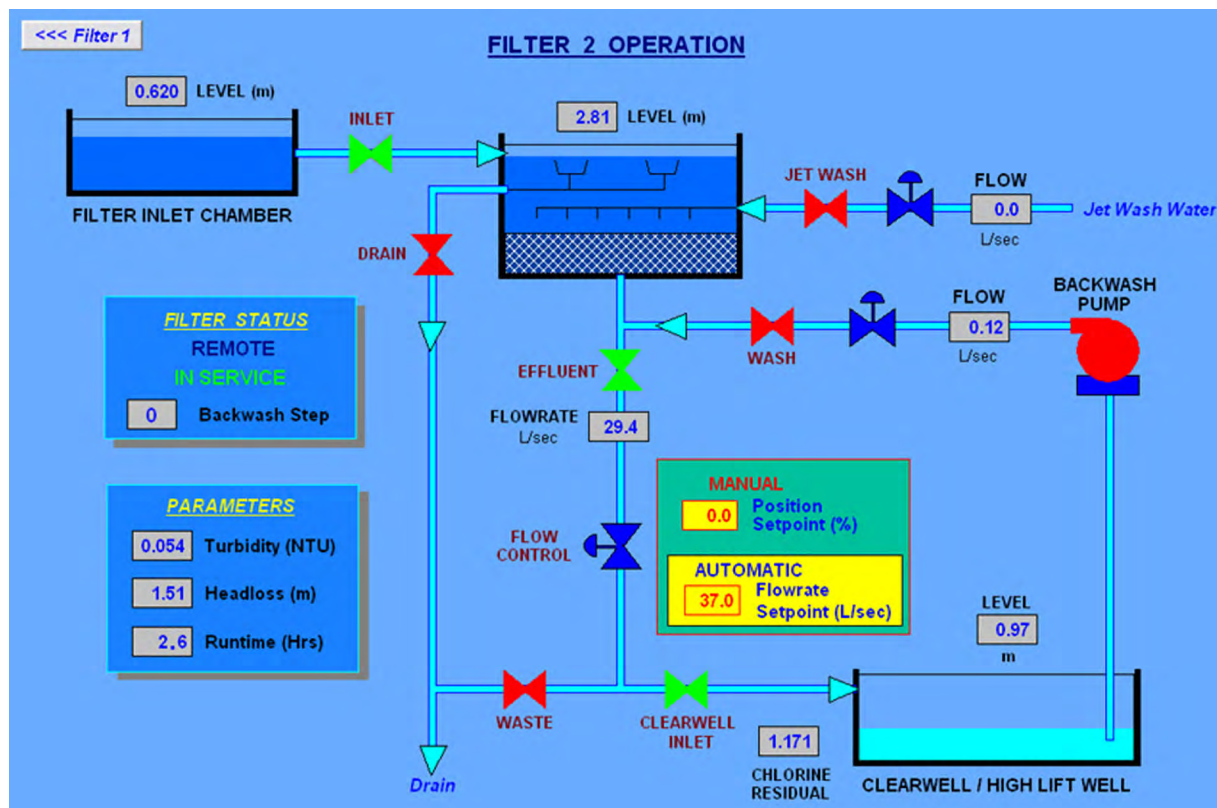 <<< Filter 1
FILTER 2 OPERATION
0.620 LEVEL (m)
INLET
2.81 LEVEL (m)
FILTER INLET CHAMBER
JET WASH
FLOW
0.0
L/sec
Jet Wash Water
DRAIN
FILTER STATUS
REMOTE
IN SERVICE
0 Backwash Step
FLOW
0.12
L/sec
BACKWASH
PUMP
WASH
EFFLUENT
FLOWRATE
L/sec
29.4
PARAMETERS
0.054 Turbidity (NTU)
1.51 Headloss (m)
2.6 Runtime (Hrs)
FLOW
CONTROL
MANUAL
0.0 Position
Setpoint (%)
AUTOMATIC
37.0 Flowrate
Setpoint (L/sec)
LEVEL
0.97
m
WASTE
CLEARWELL
INLET
1.171
CHLORINE
RESIDUAL
CLEARWELL / HIGH LIFT WELL
Drain